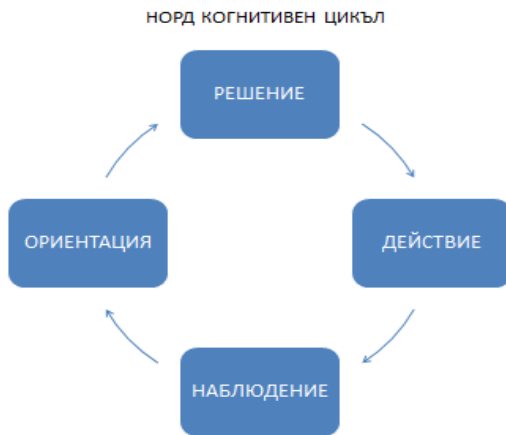 НОРД КОГНИТИВЕН ЦИКЪЛ
РЕШЕНИЕ
ОРИЕНТАЦИЯ
ДЕЙСТВИЕ
НАБЛЮДЕНИЕ